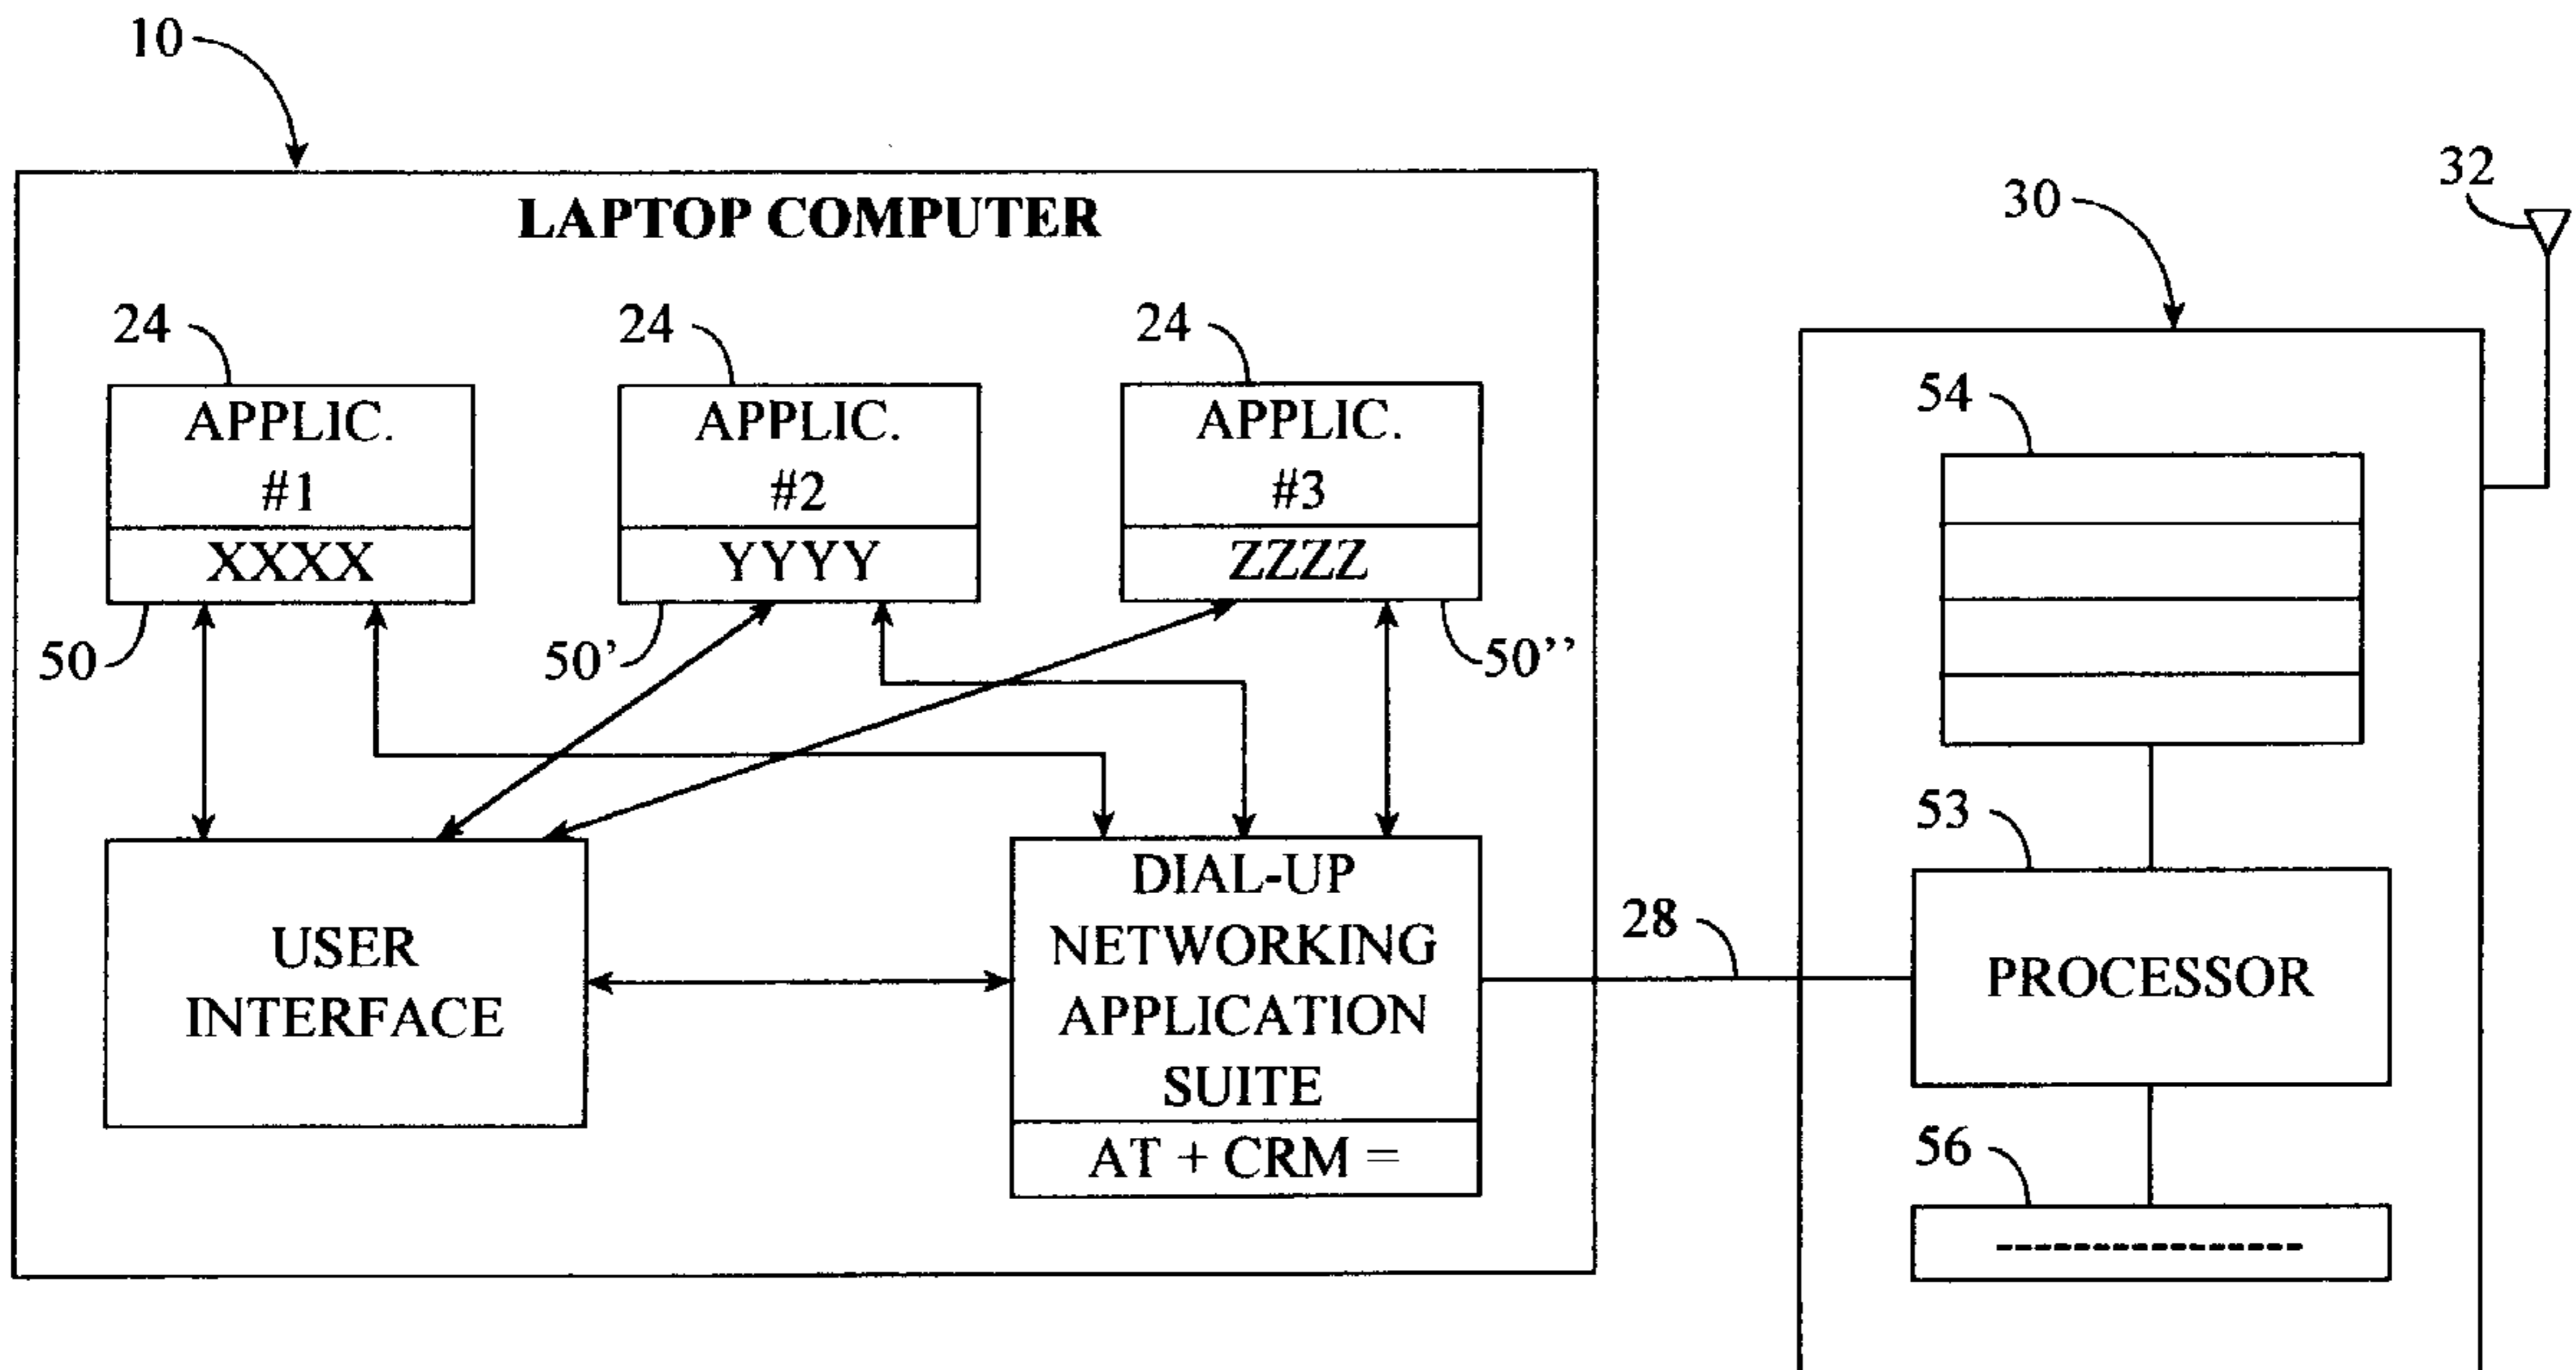 10
LAPTOP COMPUTER
30
32
24
24
24
APPLIC.
#1
XXXX
APPLIC.
#2
YYYY
APPLIC.
#3
ZZZZ
50
50’
50’’
54
53
USER
INTERFACE
DIAL-UP
NETWORKING
APPLICATION
SUITE
AT + CRM =
28
PROCESSOR
56